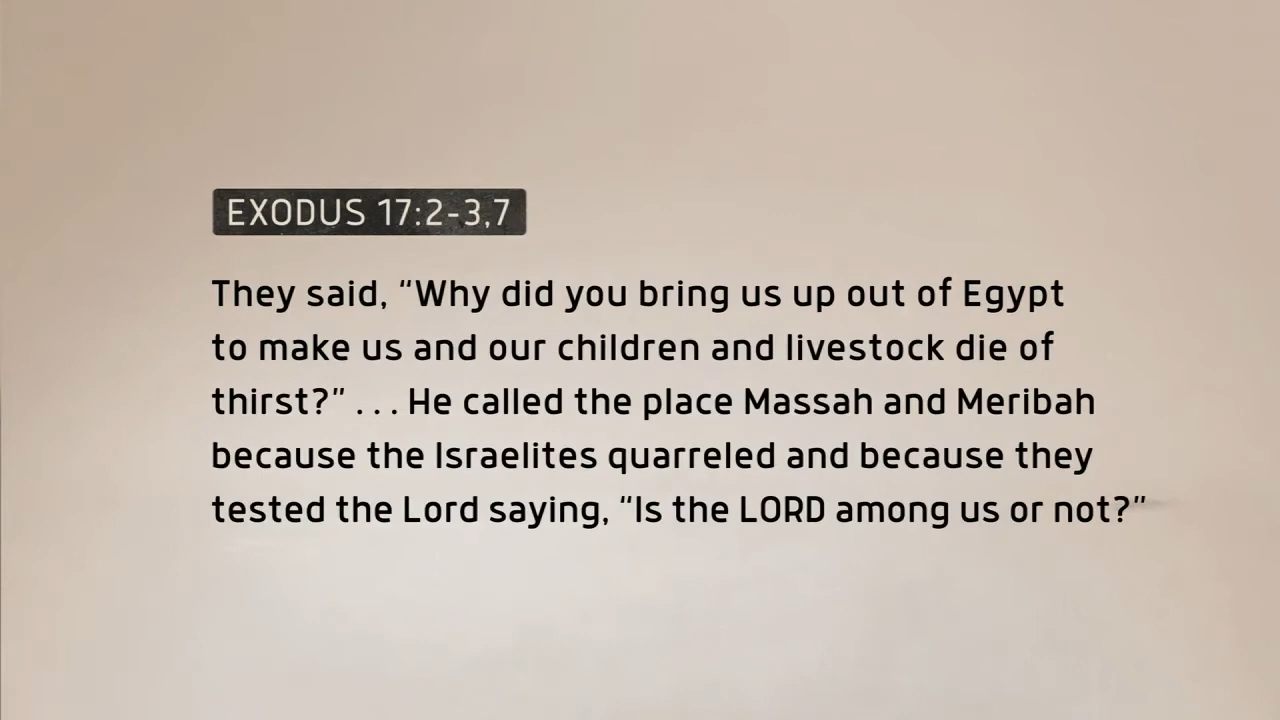 EXODUS 17:2-3,7
They said, “Why did you bring us up out of Egypt
to make us and our children and livestock die of
thirst?” . . . He called the place Massah and Meribah
because the Israelites quarreled and because they
tested the Lord saying, “Is the LORD among us or not?”